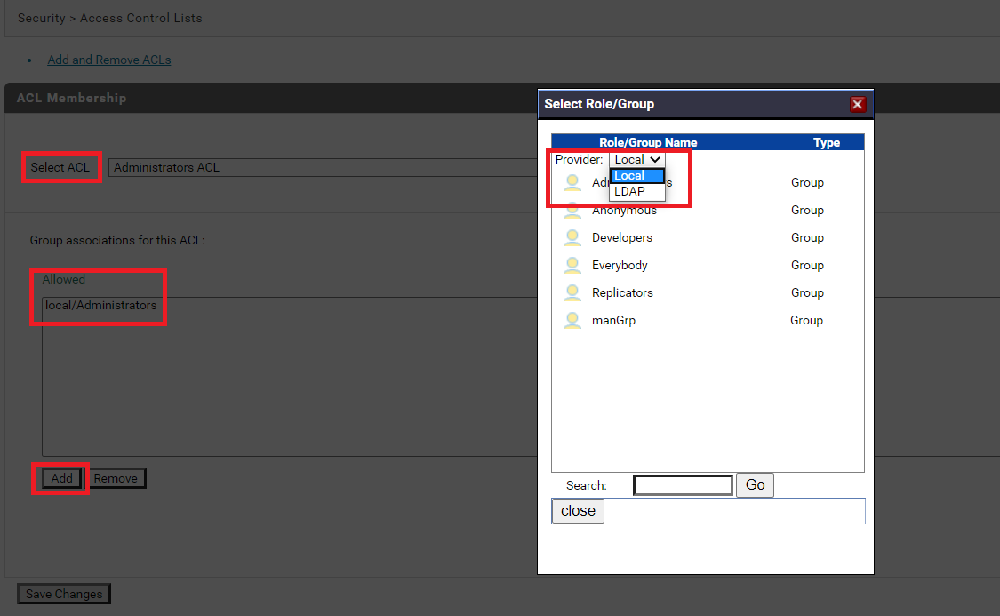 Security > Access Control Lists
Add and Remove ACLs
ACL Membership
Select ACL
Administrators ACL
Group associations for this ACL:
Allowed
local/Administrators
Add
Remove
Save Changes
Select Role/Group
Role/Group Name Type
Provider: Local
Local
LDAP
Group
Anonymous Group
Developers Group
Everybody Group
Replicators Group
manGrp Group
Search: Go
close